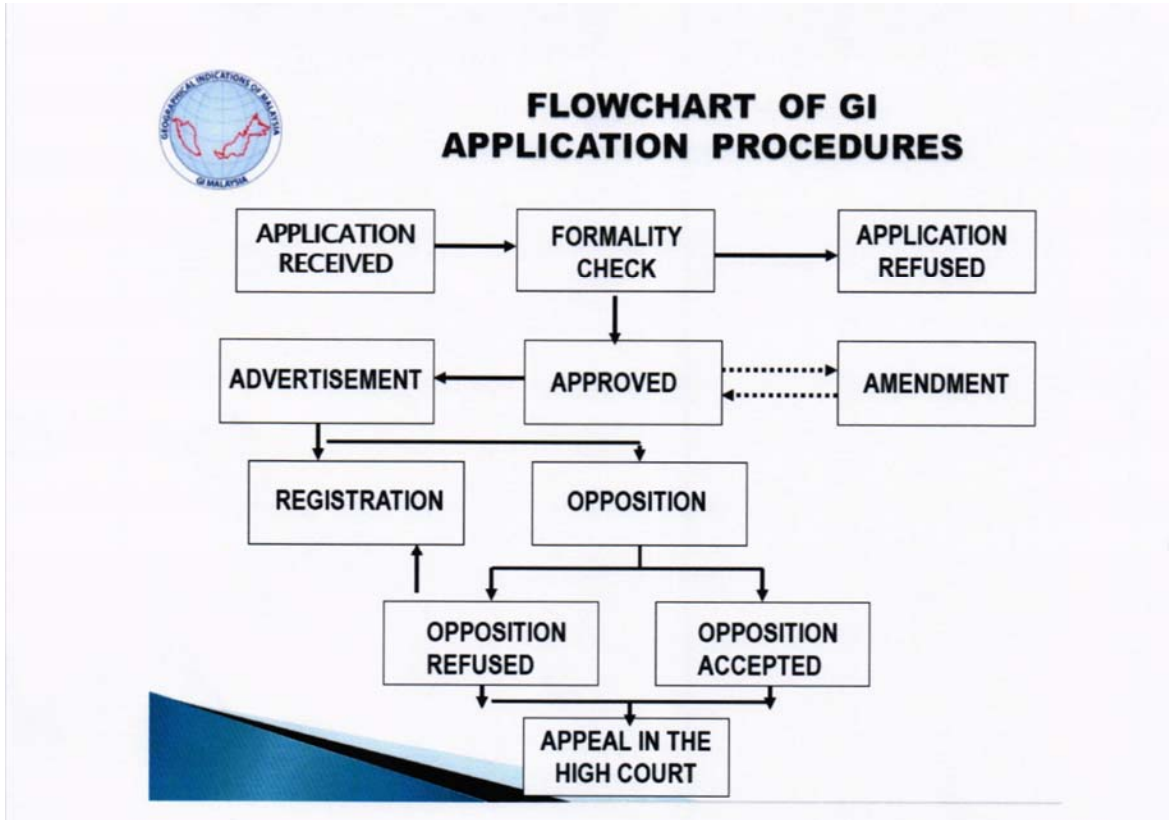 GEOGRAPHICAL INDICATIONS OF MALAYSIA
GI MALAYSIA
FLOWCHART OF GI
APPLICATION PROCEDURES
APPLICATION
RECEIVED
FORMALITY
CHECK
APPLICATION
REFUSED
ADVERTISEMENT
APPROVED
AMENDMENT
REGISTRATION
OPPOSITION
OPPOSITION
REFUSED
OPPOSITION
ACCEPTED
APPEAL IN THE
HIGH COURT